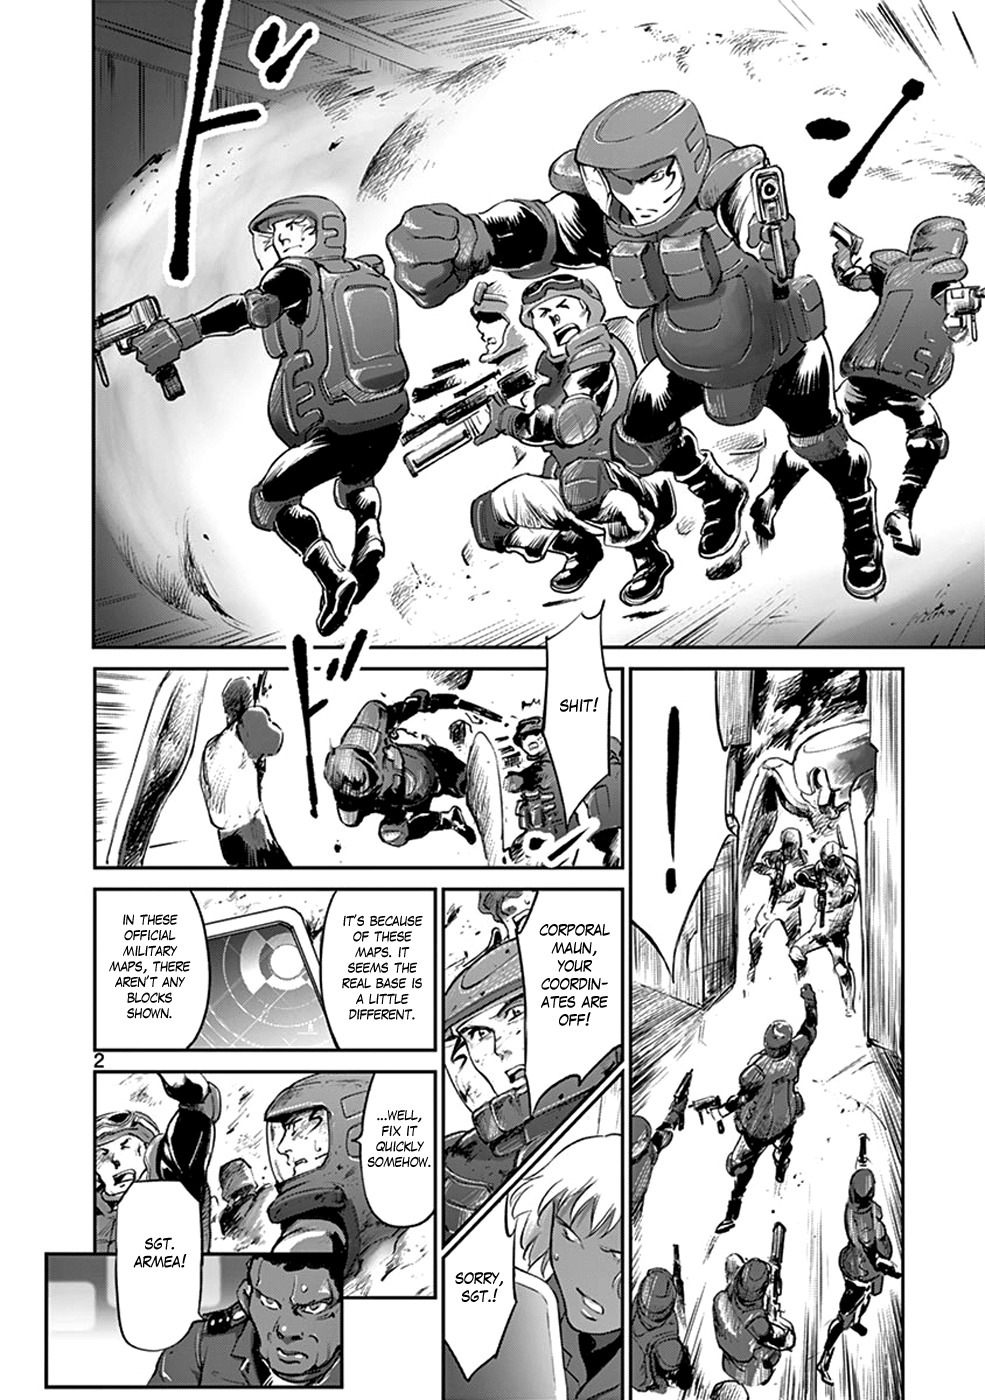 ドッ
SHIT!
ド
CORPORAL
MAUN,
YOUR
COORDIN-
ATES ARE
OFF!
SORRY,
SGT.!
IT'S BECAUSE
OF THESE
MAPS. IT
SEEMS THE
REAL BASE IS
A LITTLE
DIFFERENT.
IN THESE
OFFICIAL
MILITARY
MAPS, THERE
AREN'T ANY
BLOCKS
SHOWN.
2
...WELL,
FIX IT
QUICKLY
SOMEHOW.
SGT.
ARMEA!